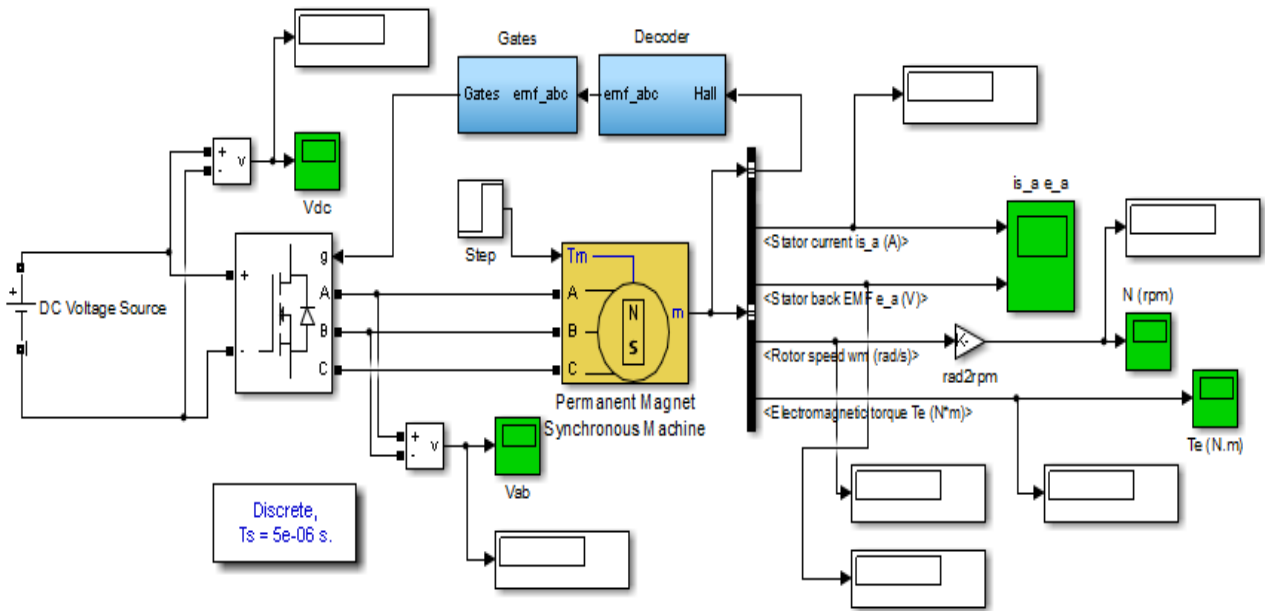 Gates
Decoder
Gates emf_abc
emf_abc Hall
+
-
v
Vdc
is_a e_a
Step
<Stator current is_a (A)>
g
+
A
B
C
-
Tm
A
B
C
N
S
m
+
DC Voltage Source
<Stator back EMF e_a (V)>
N (rpm)
K-
<Rotor speed wm (rad/s)>
rad2rpm
Permanent Magnet
Synchronous Machine
<Electromagnetic torque Te (N*m)>
Te (N.m)
+
-
v
Vab
Discrete,
Ts = 5e-06 s.